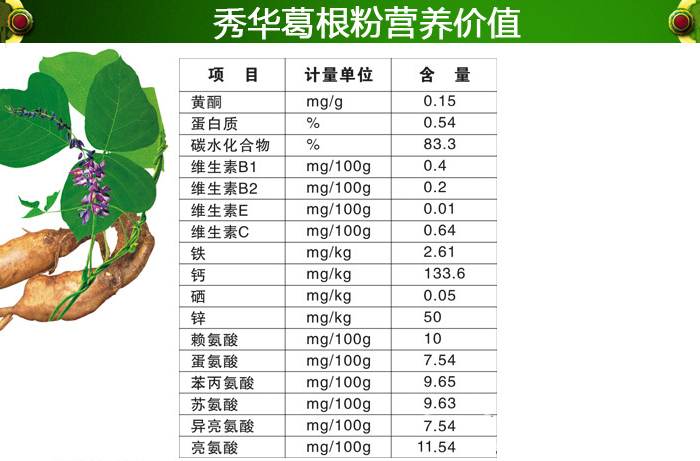 秀华葛根粉营养价值
项 目 计量单位 含 量
黄酮 mg/g 0.15
蛋白质 % 0.54
碳水化合物 % 83.3
维生素B1 mg/100g 0.4
维生素B2 mg/100g 0.2
维生素E mg/100g 0.01
维生素C mg/100g 0.64
铁 mg/kg 2.61
钙 mg/kg 133.6
硒 mg/kg 0.05
锌 mg/kg 50
赖氨酸 mg/100g 10
蛋氨酸 mg/100g 7.54
苯丙氨酸 mg/100g 9.65
苏氨酸 mg/100g 9.63
异亮氨酸 mg/100g 7.54
亮氨酸 mg/100g 11.54